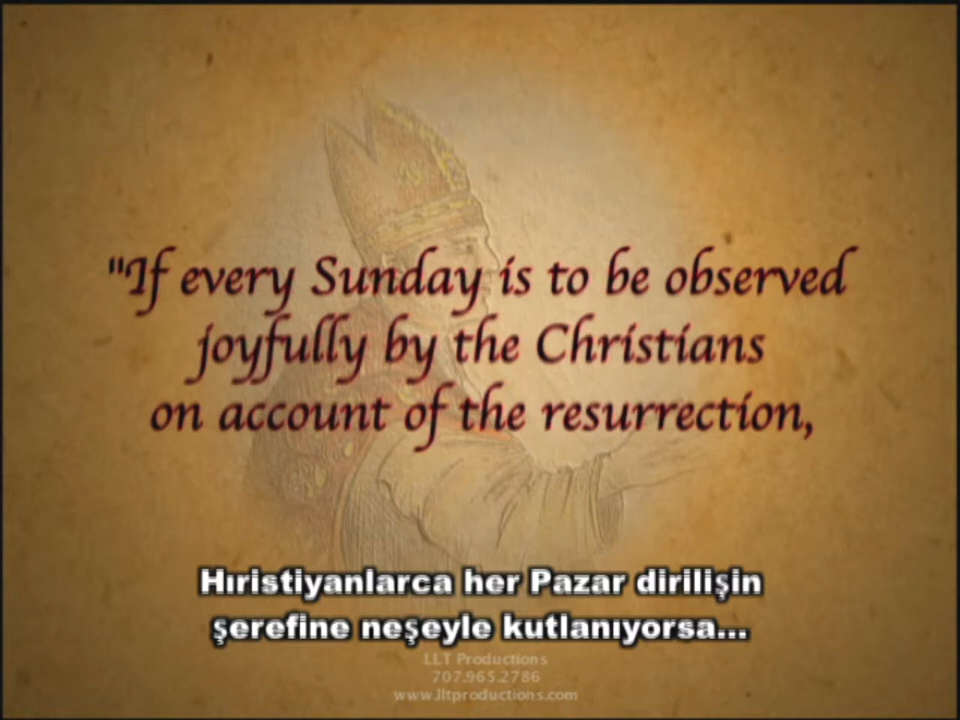 "If every Sunday is to be observed
joyfully by the Christians
on account of the resurrection,
Hıristiyanlarca her Pazar dirilişin
şerefine neşeyle kutlanıyorsa...
LLT Productions
707.965.2786
www.lltproductions.com